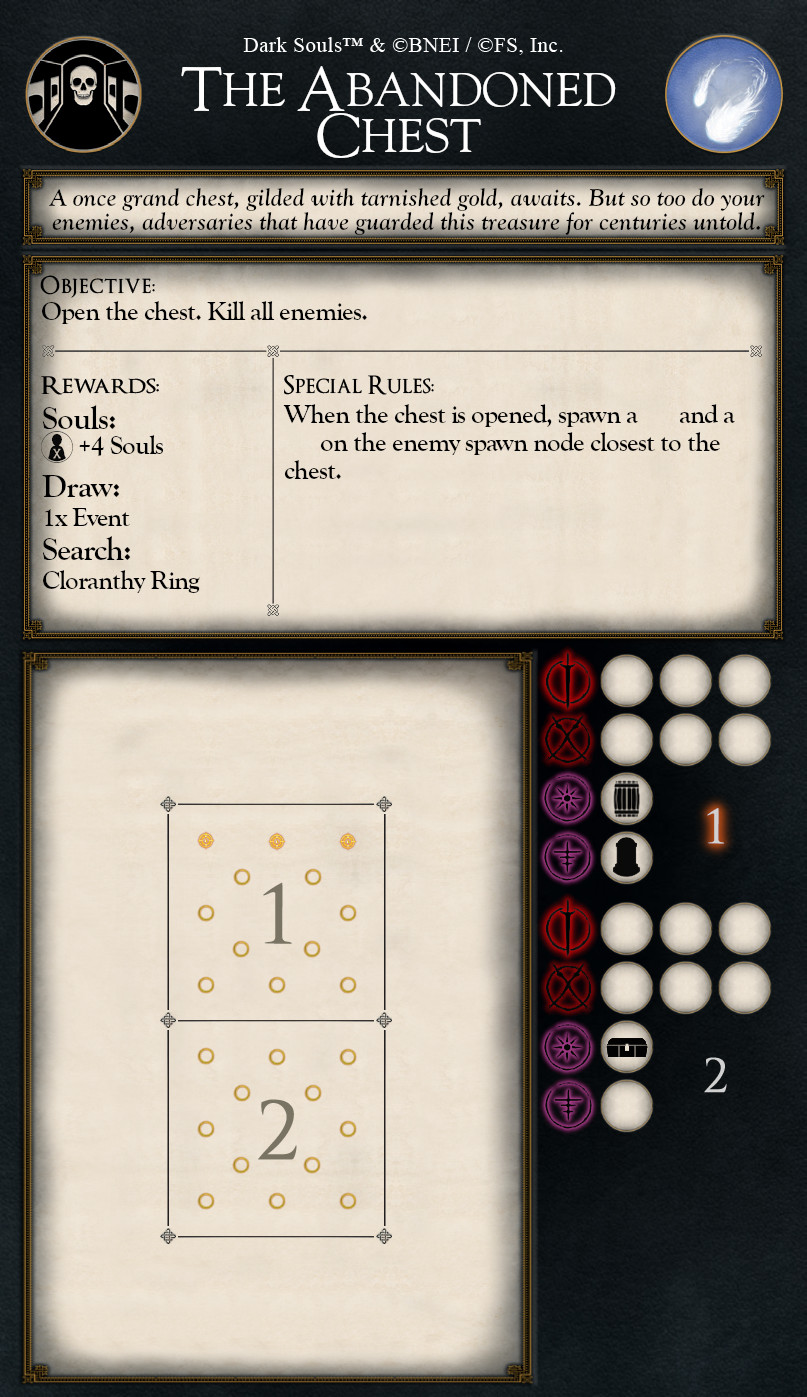 Dark Souls™ & ©BNEI / ©FS, Inc.
THE ABANDONED
CHEST
A once grand chest, gilded with tarnished gold, awaits. But so too do your
enemies, adversaries that have guarded this treasure for centuries untold.
OBJECTIVE:
Open the chest. Kill all enemies.
REWARDS:
Souls:
X +4 Souls
Draw:
1x Event
Search:
Cloranthy Ring
SPECIAL RULES:
When the chest is opened, spawn a and a
on the enemy spawn node closest to the
chest.
1
2
1
2